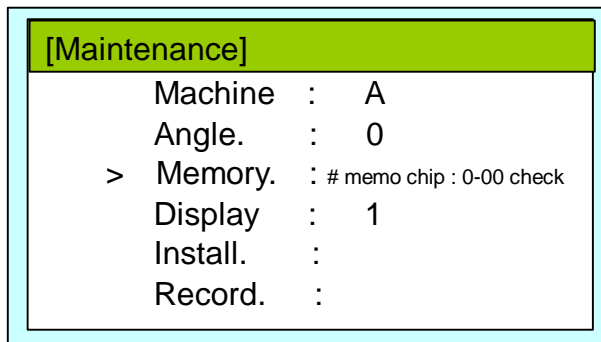 [Maintenance]
Machine : A
Angle. : 0
> Memory. : # memo chip : 0-00 check
Display : 1
Install. :
Record. :